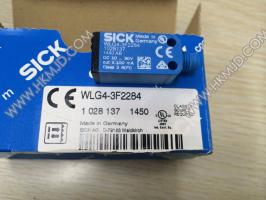 SICK
Made in
Germany
WLG4-3F2284
1028137
DC 10 ... 30V
SICK
WLG4-3F2284
1 028 137 1450
Made in Germany
SICK AG, D-79183 Waldkirch
CE
www.HKMJD.com